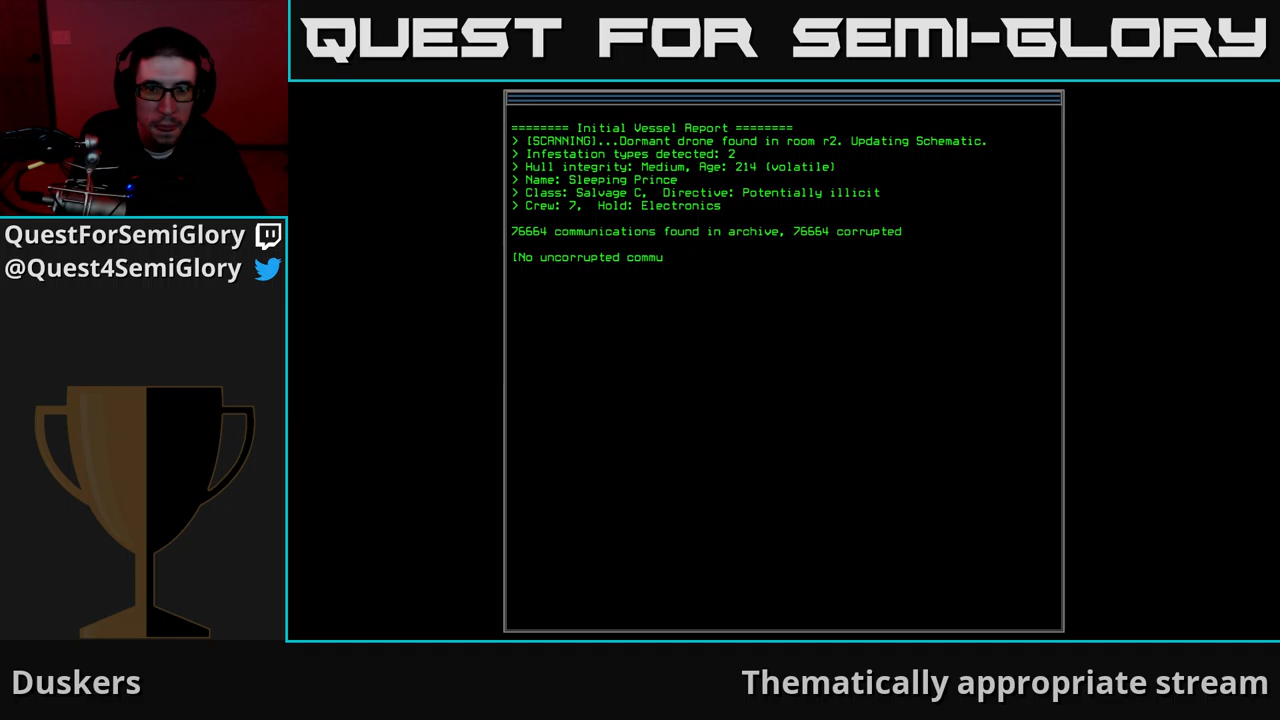 QUEST FOR SEMI-GLORY
======== Initial Vessel Report ========
> [SCANNING]...Dormant drone found in room r2. Updating Schematic.
> Infestation types detected: 2
> Hull integrity: Medium, Age: 214 (volatile)
> Name: Sleeping Prince
> Class: Salvage C, Directive: Potentially illicit
> Crew: 7, Hold: Electronics
76664 communications found in archive, 76664 corrupted
[No uncorrupted commu
QuestForSemiGlory
@Quest4SemiGlory
Duskers
Thematically appropriate stream